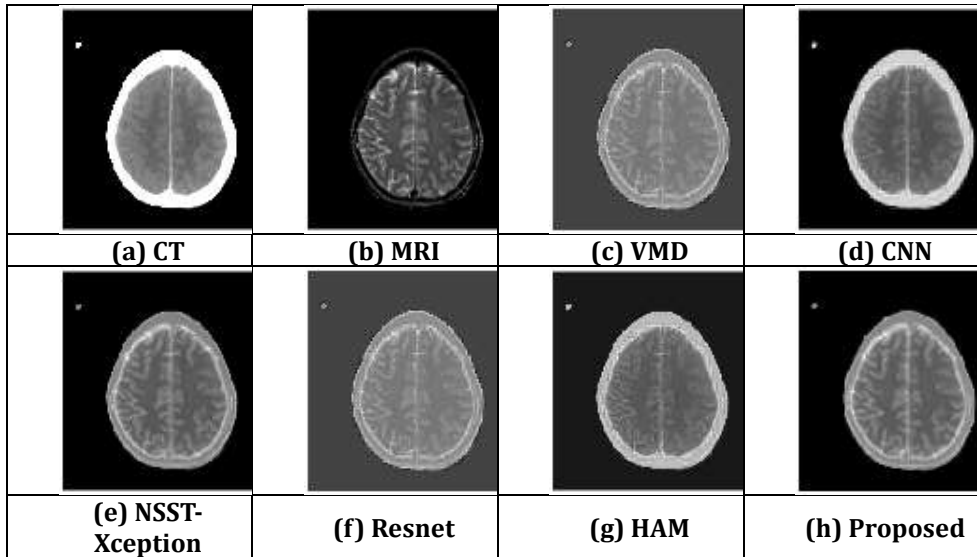 (a) CT
(b) MRI
(c) VMD
(d) CNN
(e) NSST-
Xception
(f) Resnet
(g) HAM
(h) Proposed